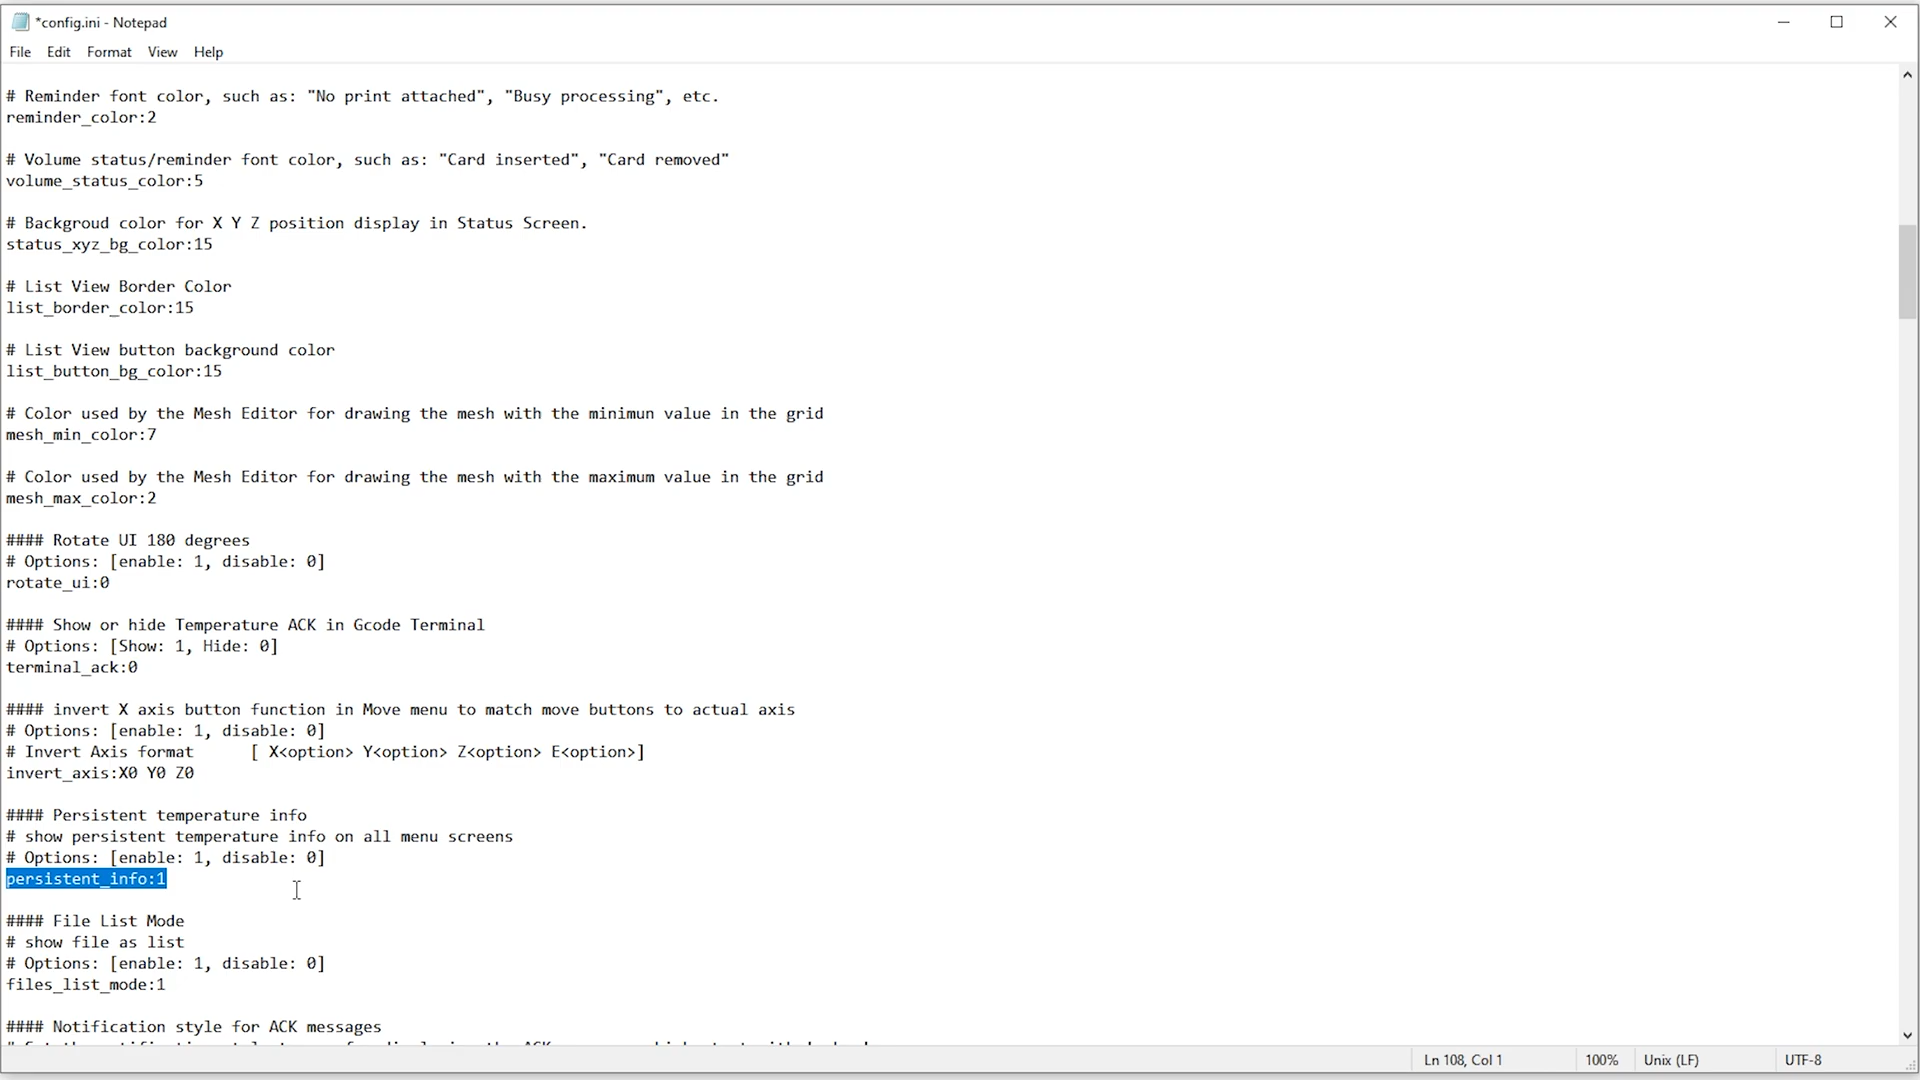 *config.ini - Notepad
File Edit Format View Help
# Reminder font color, such as: "No print attached", "Busy processing", etc.
reminder_color:2
# Volume status/reminder font color, such as: "Card inserted", "Card removed"
volume_status_color:5
# Backgroud color for X Y Z position display in Status Screen.
status_xyz_bg_color:15
# List View Border Color
list_border_color:15
# List View button background color
list_button_bg_color:15
# Color used by the Mesh Editor for drawing the mesh with the minimun value in the grid
mesh_min_color:7
# Color used by the Mesh Editor for drawing the mesh with the maximum value in the grid
mesh_max_color:2
#### Rotate UI 180 degrees
# Options: [enable: 1, disable: 0]
rotate_ui:0
#### Show or hide Temperature ACK in Gcode Terminal
# Options: [Show: 1, Hide: 0]
terminal_ack:0
#### invert X axis button function in Move menu to match move buttons to actual axis
# Options: [enable: 1, disable: 0]
# Invert Axis format      [ X<option> Y<option> Z<option> E<option>]
invert_axis:X0 Y0 Z0
#### Persistent temperature info
# show persistent temperature info on all menu screens
# Options: [enable: 1, disable: 0]
persistent_info:1
#### File List Mode
# show file as list
# Options: [enable: 1, disable: 0]
files_list_mode:1
#### Notification style for ACK messages
Ln 108, Col 1 100% Unix (LF) UTF-8